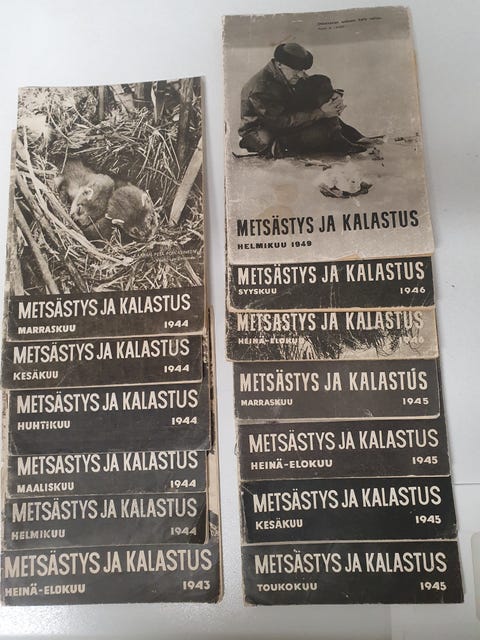 METSÄSTYS JA KALASTUS
MARRASKUU 1944
METSÄSTYS JA KALASTUS
KESÄKUU 1944
METSÄSTYS JA KALASTUS
HUHTIKUU 1944
METSÄSTYS JA KALASTUS
MAALISKUU 1944
METSÄSTYS JA KALASTUS
HELMIKUU 1944
METSÄSTYS JA KALASTUS
HEINÄ-ELOKUU 1943
METSÄSTYS JA KALASTUS
HELMIKUU 1949
METSÄSTYS JA KALASTUS
SYYSKUU 1946
METSÄSTYS JA KALASTUS
HEINÄ-ELOKUU 1946
METSÄSTYS JA KALASTUS
MARRASKUU 1945
METSÄSTYS JA KALASTUS
HEINÄ-ELOKUU 1945
METSÄSTYS JA KALASTUS
KESÄKUU 1945
METSÄSTYS JA KALASTUS
TOUKOKUU 1945